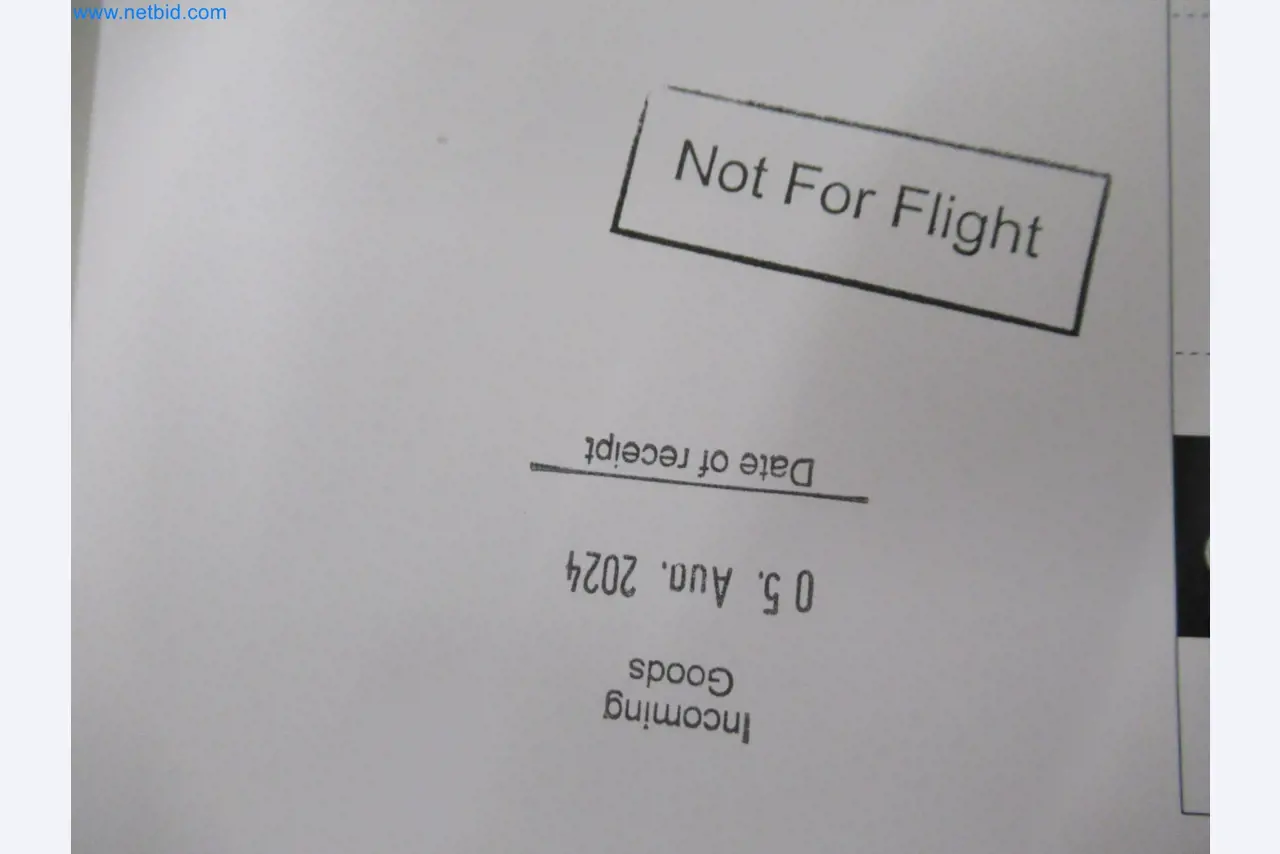 www.netbid.com
Not For Flight
Incoming
Goods
0 5. Aug. 2024
Date of receipt